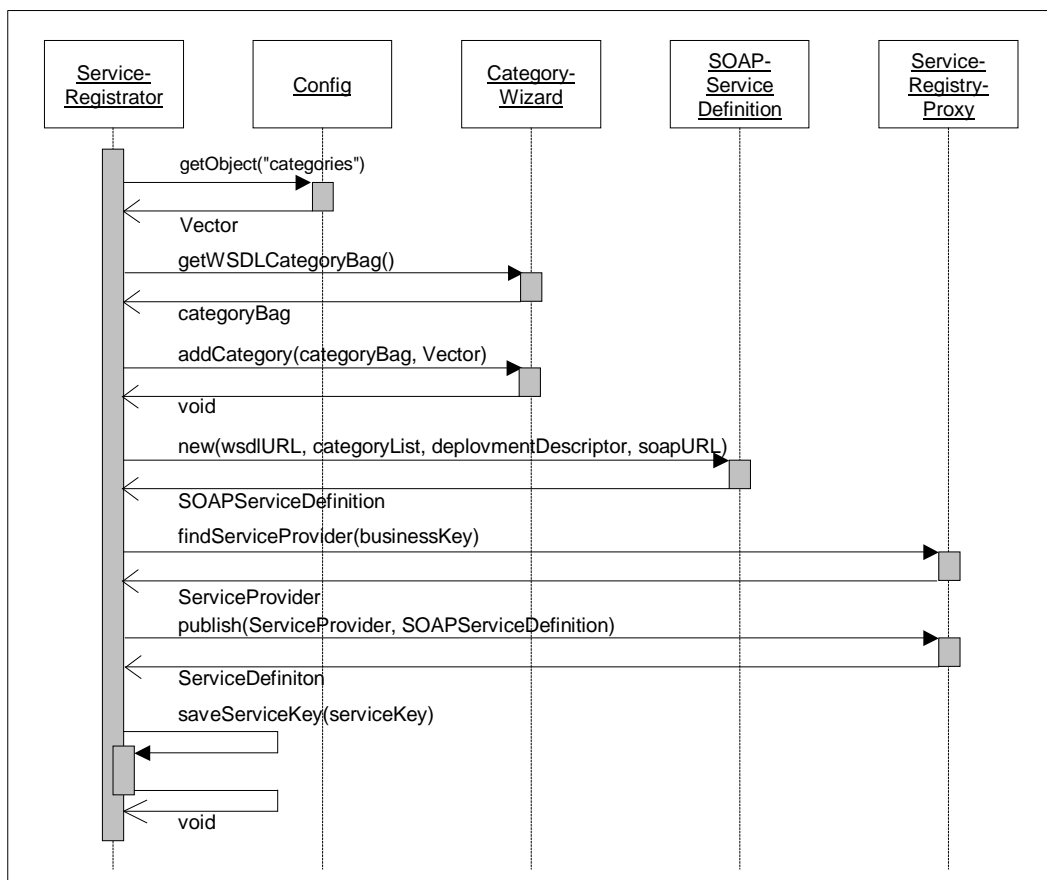 Service-
Registrator
Config
Category-
Wizard
SOAP-
Service
Definition
Service-
Registry-
Proxy
getObject("categories")
Vector
getWSDLCategoryBag()
categoryBag
addCategory(categoryBag, Vector)
void
new(wsdlURL, categoryList, deplovmentDescriptor, soapURL)
SOAPServiceDefinition
findServiceProvider(businessKey)
ServiceProvider
publish(ServiceProvider, SOAPServiceDefinition)
ServiceDefiniton
saveServiceKey(serviceKey)
void